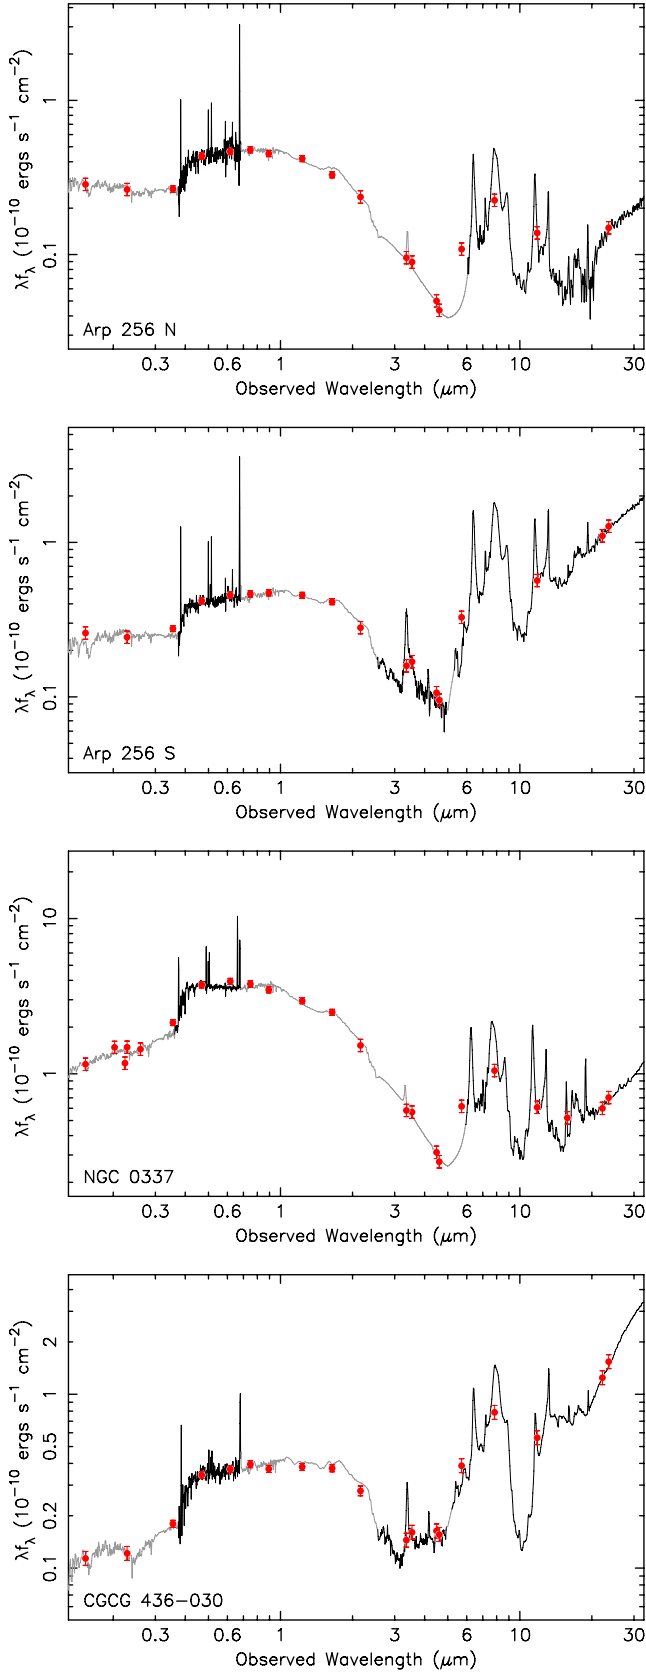 1
0.1
λf_λ (10⁻¹⁰ ergs s⁻¹ cm⁻²)
Arp 256 N
0.3 0.6 1 3 6 10 30
Observed Wavelength (μm)
1
0.1
λf_λ (10⁻¹⁰ ergs s⁻¹ cm⁻²)
Arp 256 S
0.3 0.6 1 3 6 10 30
Observed Wavelength (μm)
10
1
λf_λ (10⁻¹⁰ ergs s⁻¹ cm⁻²)
NGC 0337
0.3 0.6 1 3 6 10 30
Observed Wavelength (μm)
2
1
0.5
0.2
0.1
λf_λ (10⁻¹⁰ ergs s⁻¹ cm⁻²)
CGCG 436−030
0.3 0.6 1 3 6 10 30
Observed Wavelength (μm)